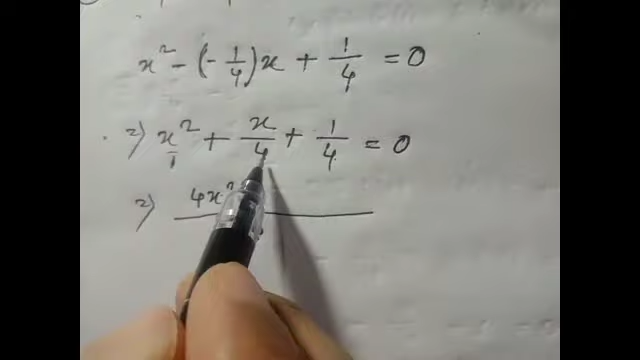 x² - (-1/4)x + 1/4 = 0
⇒) x²/1 + x/4 + 1/4 = 0
⇒) 4x²